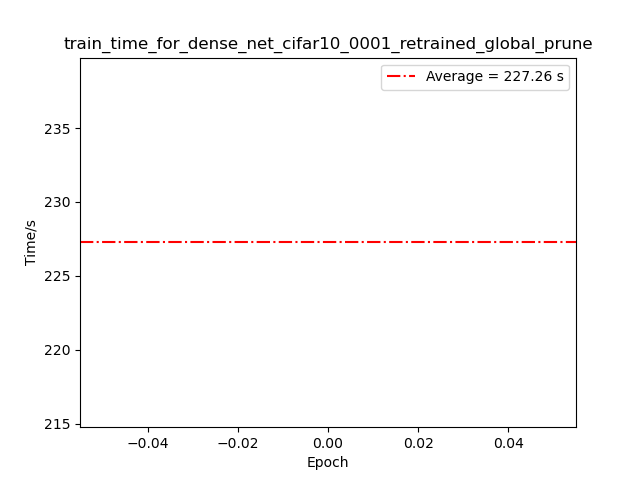 train_time_for_dense_net_cifar10_0001_retrained_global_prune
Average = 227.26 s
235
230
225
220
215
Time/s
−0.04 −0.02 0.00 0.02 0.04
Epoch